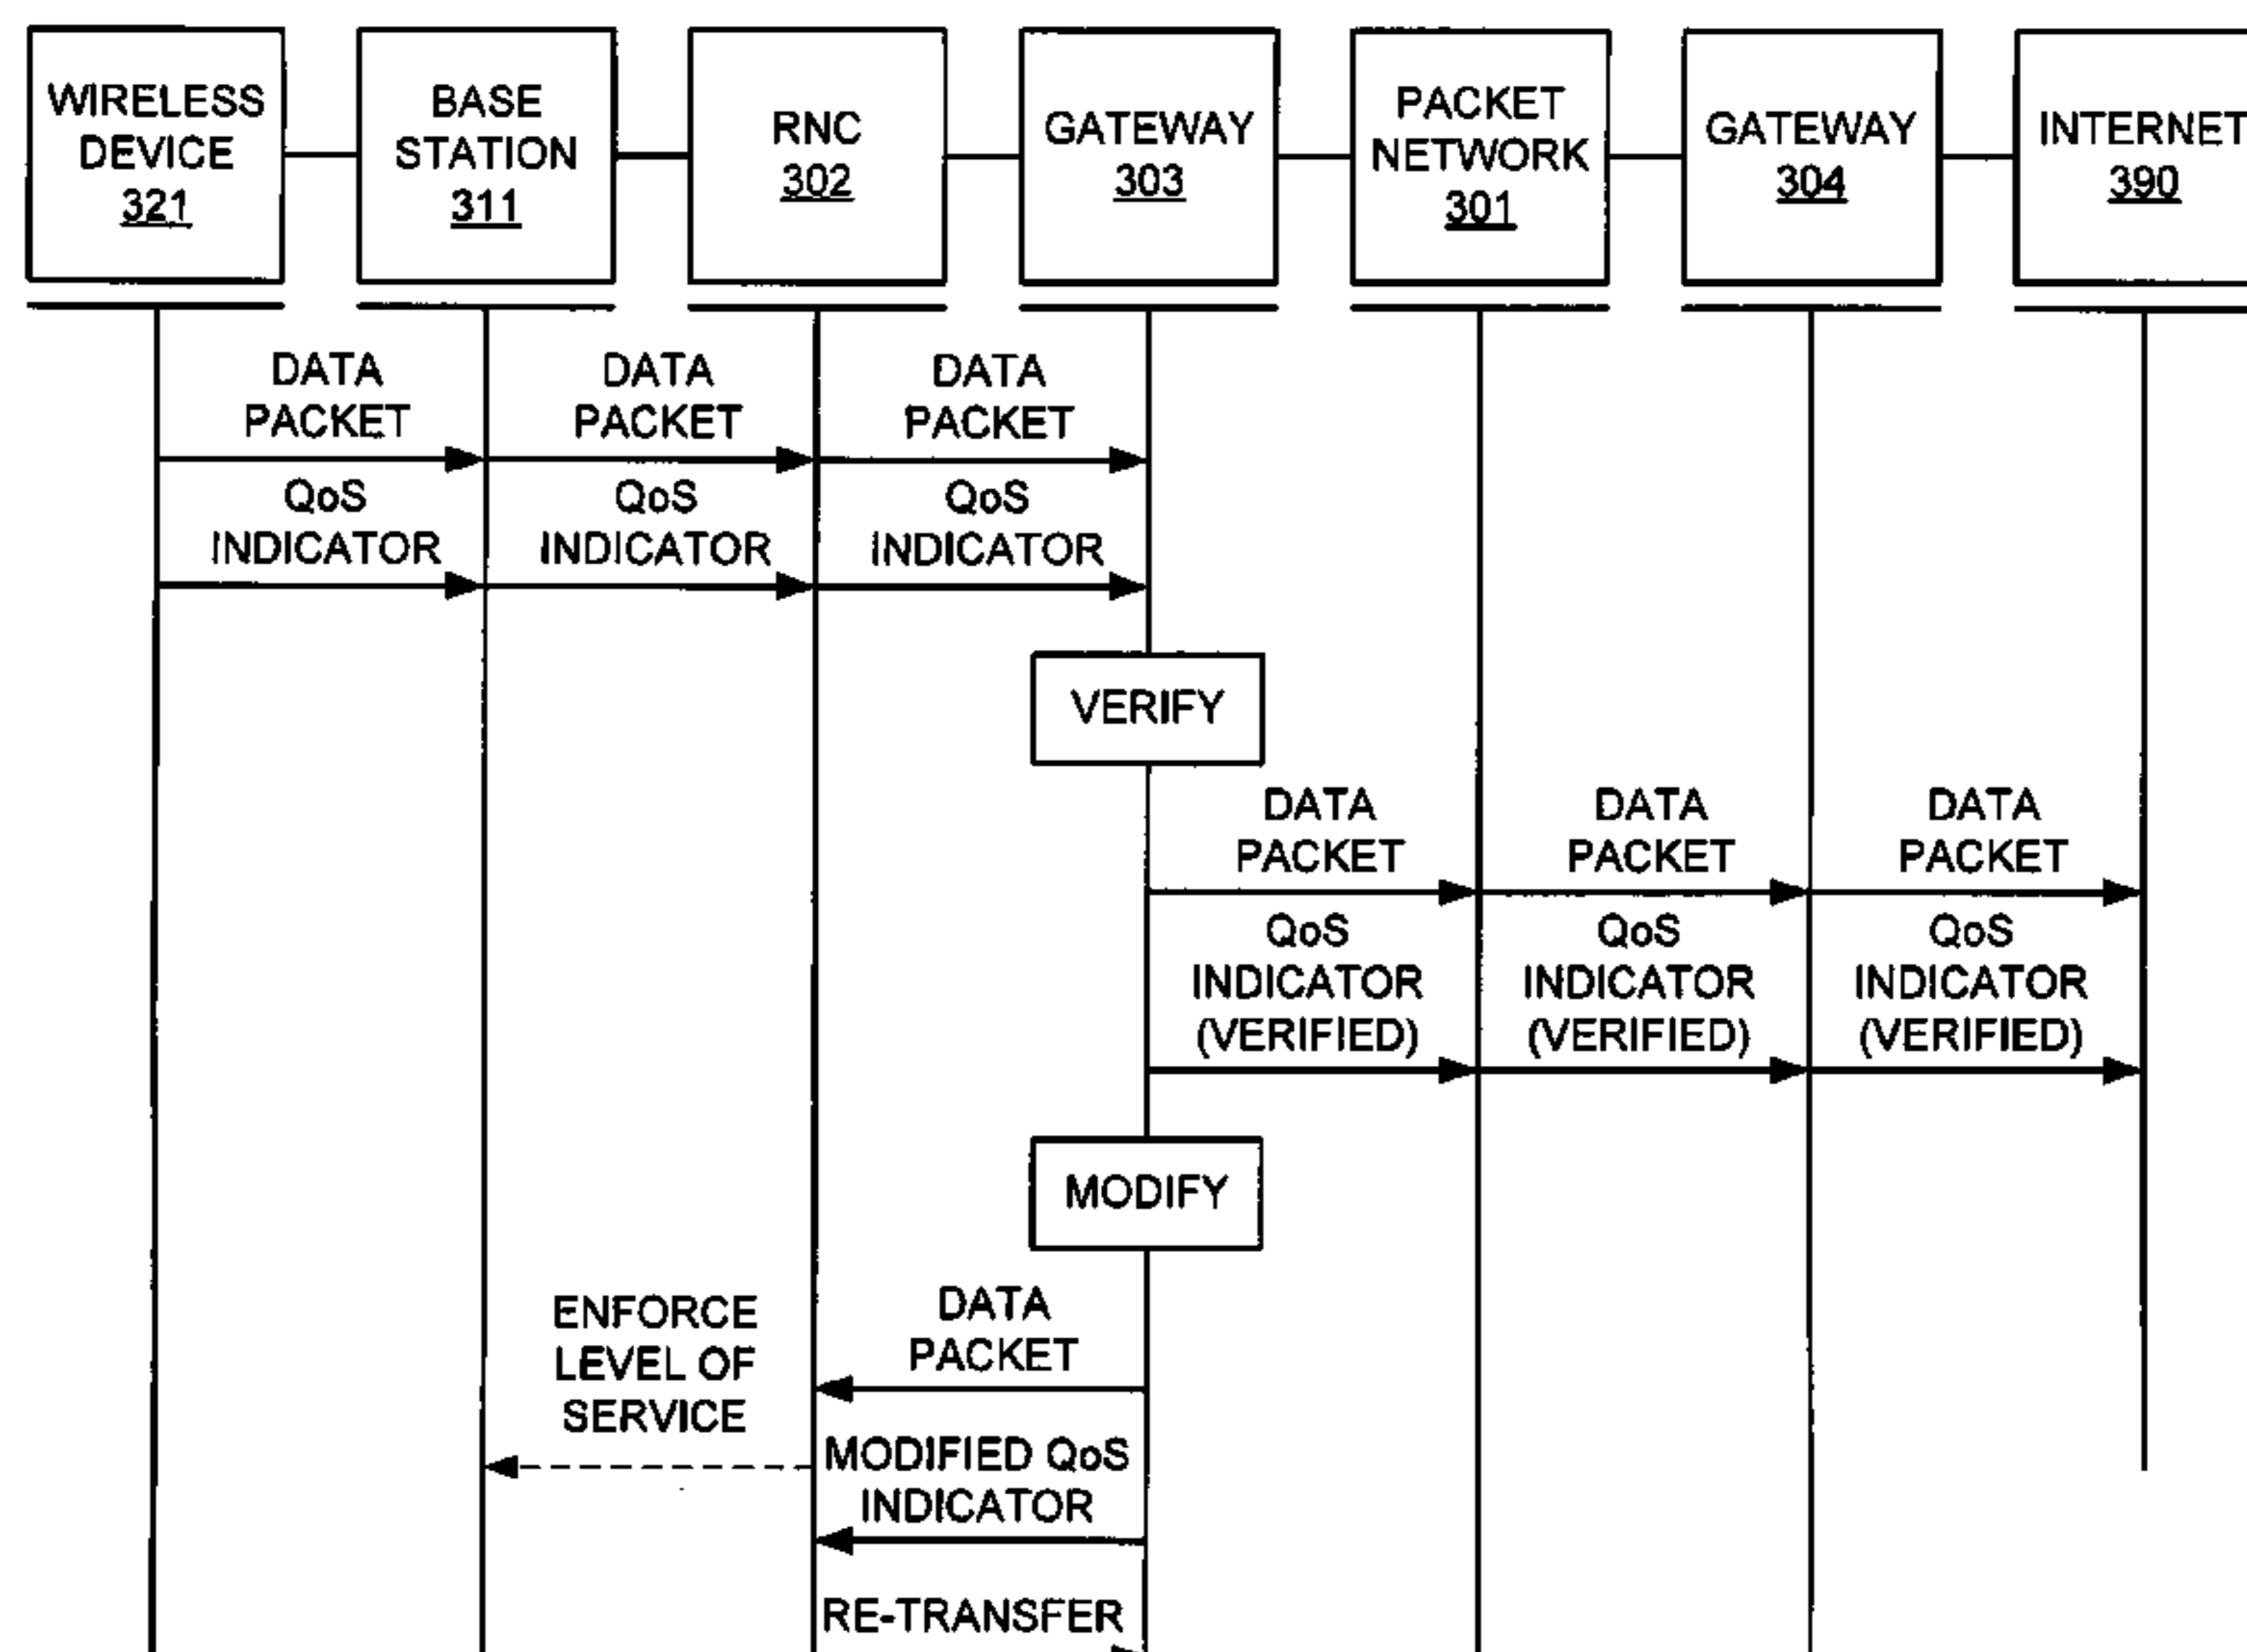 WIRELESS
DEVICE
321
BASE
STATION
311
RNC
302
GATEWAY
303
PACKET
NETWORK
301
GATEWAY
304
INTERNET
390
DATA
PACKET
DATA
PACKET
DATA
PACKET
QoS
INDICATOR
QoS
INDICATOR
QoS
INDICATOR
VERIFY
DATA
PACKET
DATA
PACKET
DATA
PACKET
QoS
INDICATOR
(VERIFIED)
QoS
INDICATOR
(VERIFIED)
QoS
INDICATOR
(VERIFIED)
MODIFY
ENFORCE
LEVEL OF
SERVICE
DATA
PACKET
MODIFIED QoS
INDICATOR
RE-TRANSFER